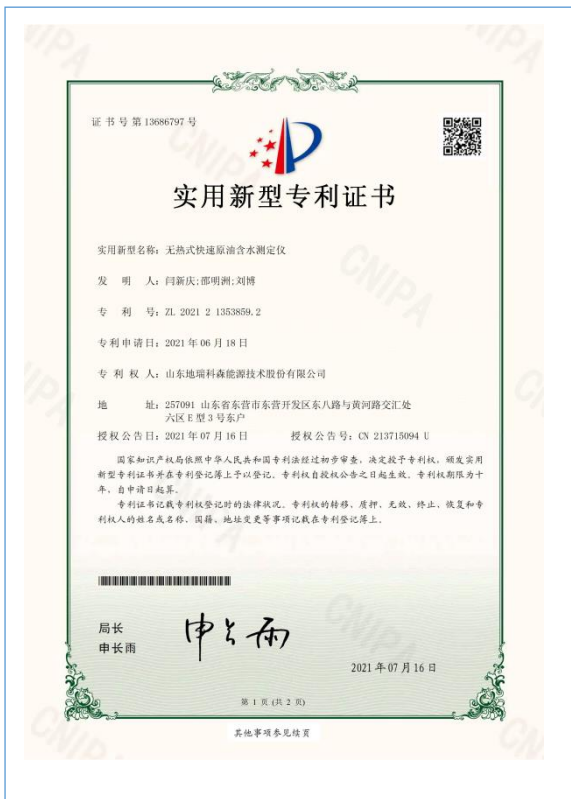 证书号第13686797号
实用新型专利证书
实用新型名称：无热式快速原油含水测定仪
发明人：闫新庆;邵明洲;刘博
专利号：ZL 2021 2 1353859.2
专利申请日：2021年06月18日
专利权人：山东地瑞科森能源技术股份有限公司
地址：257091 山东省东营市东营开发区东八路与黄河路交汇处
六区E型3号东户
授权公告日：2021年07月16日 授权公告号：CN 213715094 U
国家知识产权局依照中华人民共和国专利法经过初步审查，决定授予专利权，颁发实用
新型专利证书并在专利登记簿上予以登记。专利权自授权公告之日起生效。专利权期限为十
年，自申请日起算。
专利证书记载专利权登记时的法律状况。专利权的转移、质押、无效、终止、恢复和专
利权人的姓名或名称、国籍、地址变更等事项记载在专利登记簿上。
局长
申长雨
申长雨
2021年07月16日
第 1 页 (共 2 页)
其他事项参见续页
CNIPA
CNIPA
CNIPA
CNIPA
CNIPA
CNIPA